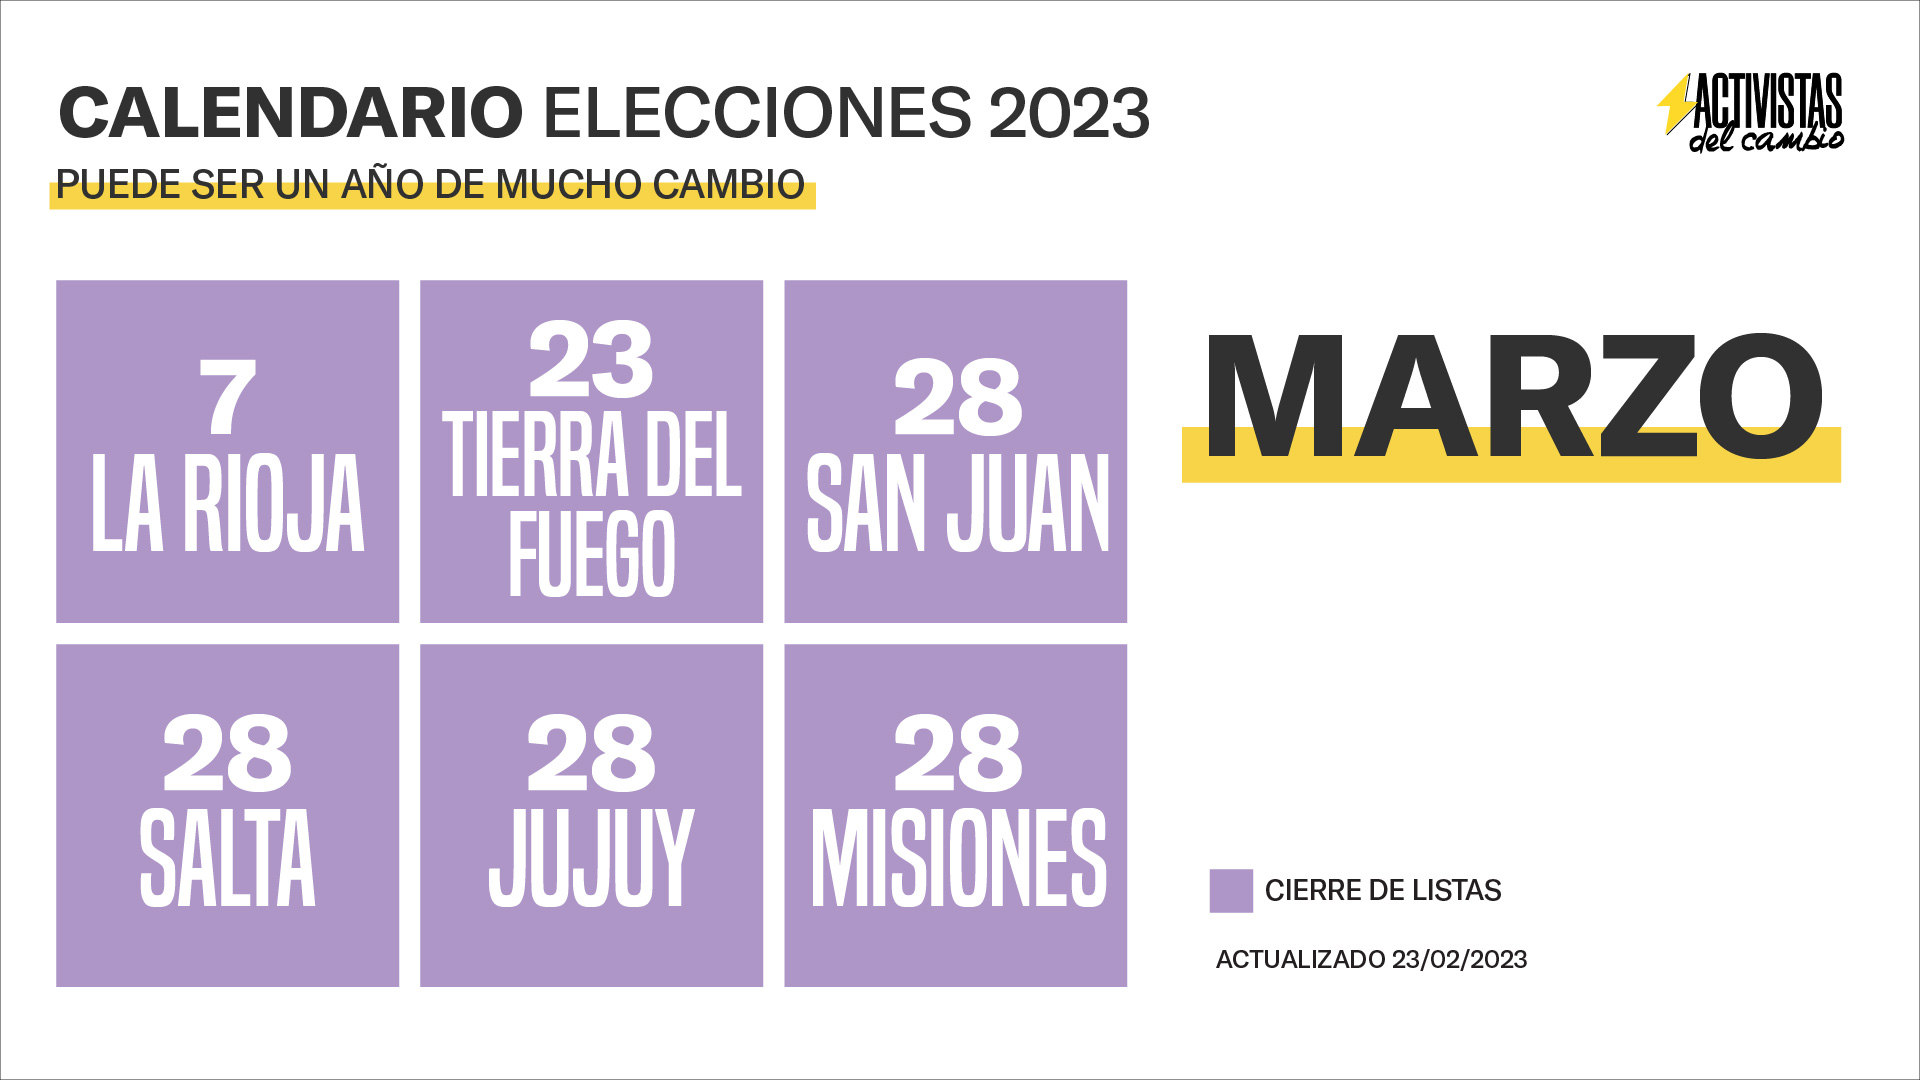 CALENDARIO ELECCIONES 2023
PUEDE SER UN AÑO DE MUCHO CAMBIO
ACTIVISTAS
del cambio
7
LA RIOJA
23
TIERRA DEL
FUEGO
28
SAN JUAN
28
SALTA
28
JUJUY
28
MISIONES
MARZO
CIERRE DE LISTAS
ACTUALIZADO 23/02/2023